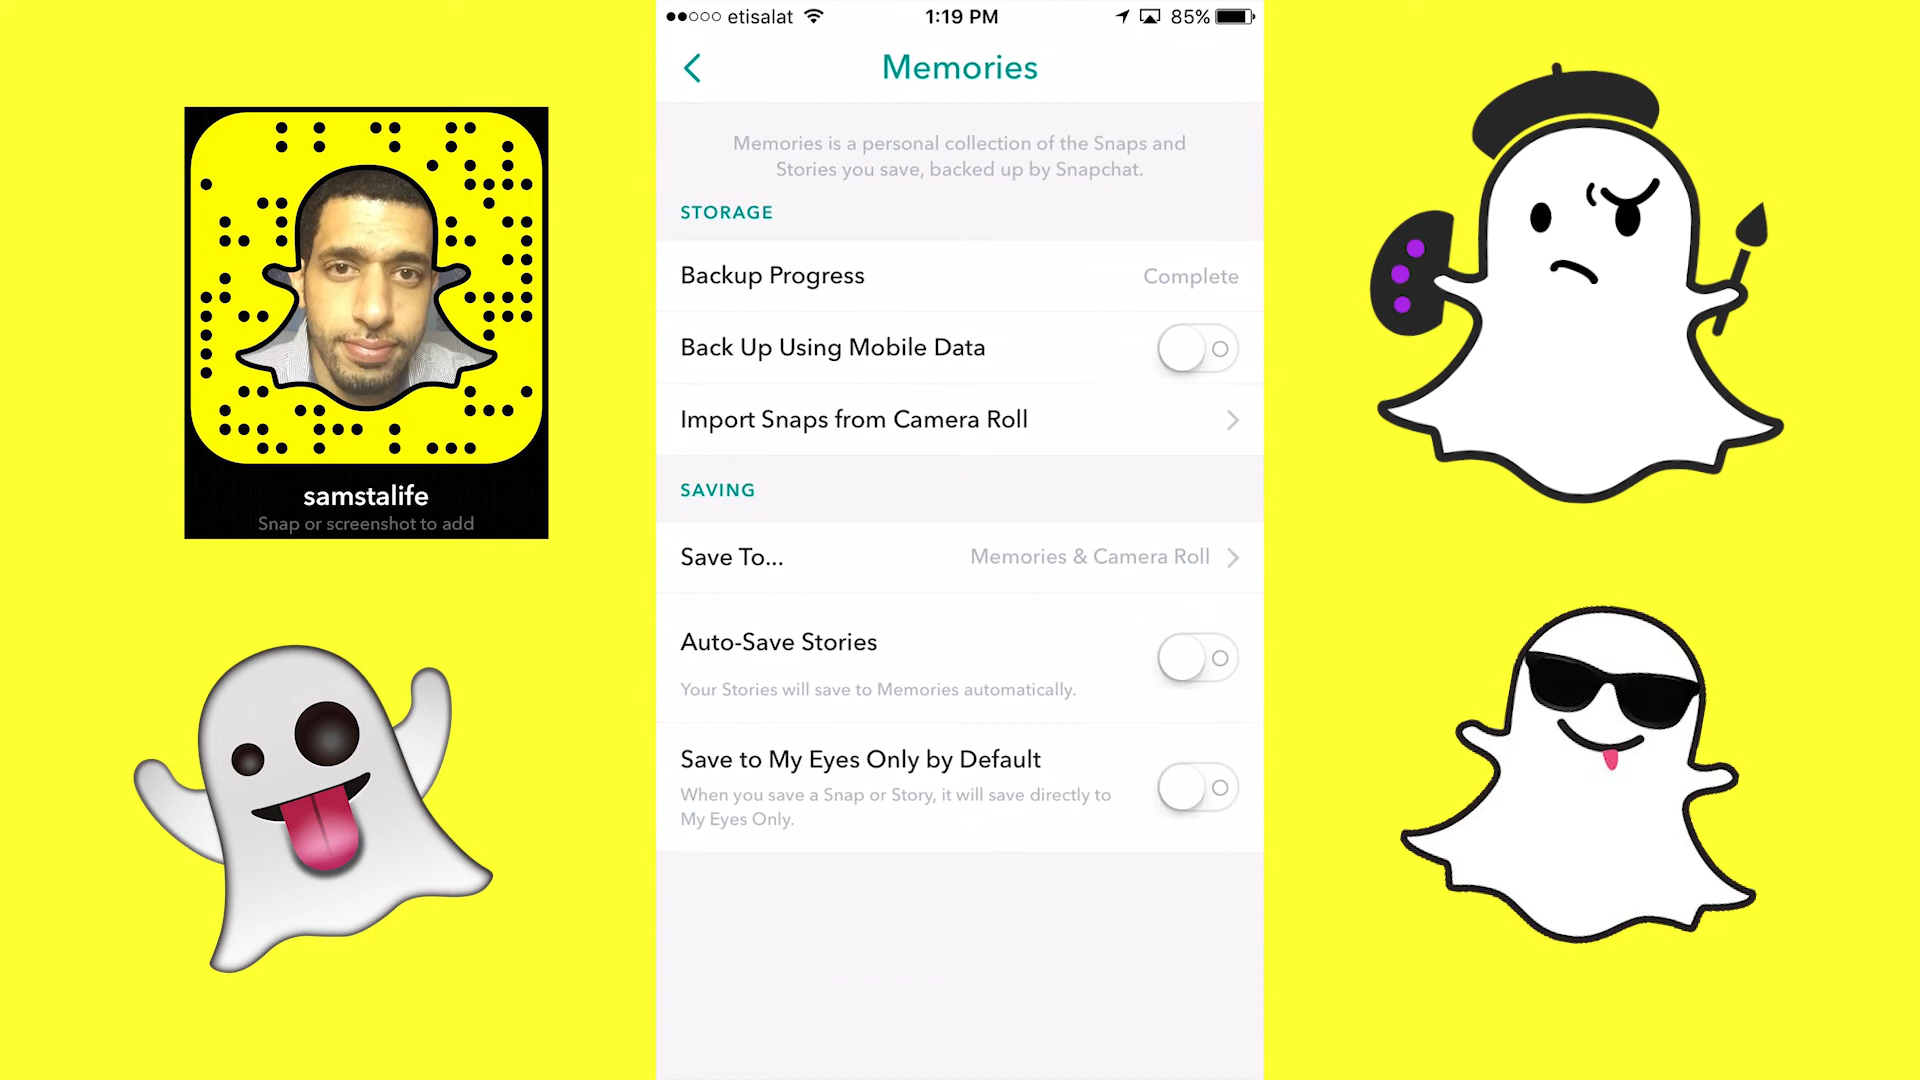 etisalat 1:19 PM 85%
Memories
Memories is a personal collection of the Snaps and
Stories you save, backed up by Snapchat.
STORAGE
Backup Progress Complete
Back Up Using Mobile Data
Import Snaps from Camera Roll
SAVING
Save To... Memories & Camera Roll
Auto-Save Stories
Your Stories will save to Memories automatically.
Save to My Eyes Only by Default
When you save a Snap or Story, it will save directly to
My Eyes Only.
samstalife
Snap or screenshot to add